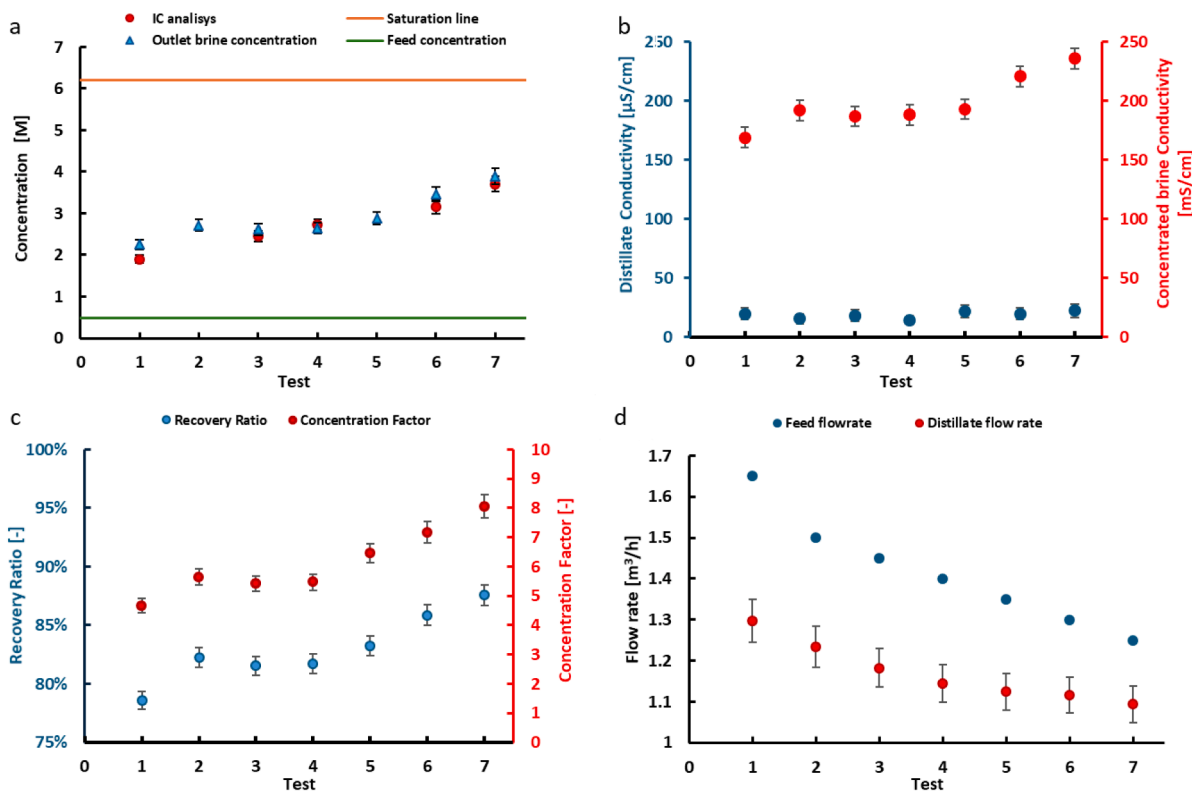 a
IC analisys
Saturation line
Outlet brine concentration
Feed concentration
Concentration [M]
7
6
5
4
3
2
1
0
0 1 2 3 4 5 6 7
Test
b
Distillate Conductivity [µS/cm]
250
200
150
100
50
0
250
200
150
100
50
0
Concentrated brine Conductivity
[mS/cm]
0 1 2 3 4 5 6 7
Test
c
Recovery Ratio
Concentration Factor
Recovery Ratio [-]
100%
95%
90%
85%
80%
75%
10
9
8
7
6
5
4
3
2
1
0
Concentration Factor [-]
0 1 2 3 4 5 6 7
Test
d
Feed flowrate
Distillate flow rate
Flow rate [m³/h]
1.7
1.6
1.5
1.4
1.3
1.2
1.1
1
0 1 2 3 4 5 6 7
Test